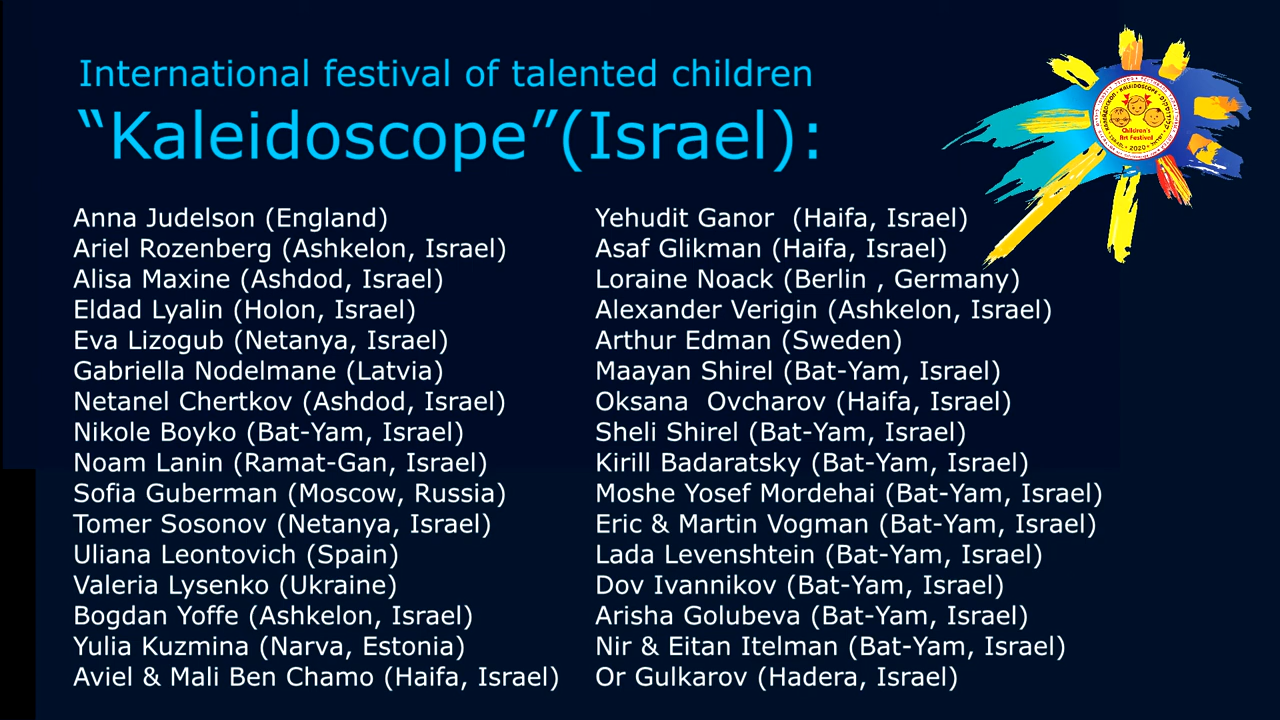 International festival of talented children
“Kaleidoscope”(Israel):
Anna Judelson (England)
Ariel Rozenberg (Ashkelon, Israel)
Alisa Maxine (Ashdod, Israel)
Eldad Lyalin (Holon, Israel)
Eva Lizogub (Netanya, Israel)
Gabriella Nodelmane (Latvia)
Netanel Chertkov (Ashdod, Israel)
Nikole Boyko (Bat-Yam, Israel)
Noam Lanin (Ramat-Gan, Israel)
Sofia Guberman (Moscow, Russia)
Tomer Sosonov (Netanya, Israel)
Uliana Leontovich (Spain)
Valeria Lysenko (Ukraine)
Bogdan Yoffe (Ashkelon, Israel)
Yulia Kuzmina (Narva, Estonia)
Aviel & Mali Ben Chamo (Haifa, Israel)
Yehudit Ganor  (Haifa, Israel)
Asaf Glikman (Haifa, Israel)
Loraine Noack (Berlin , Germany)
Alexander Verigin (Ashkelon, Israel)
Arthur Edman (Sweden)
Maayan Shirel (Bat-Yam, Israel)
Oksana  Ovcharov (Haifa, Israel)
Sheli Shirel (Bat-Yam, Israel)
Kirill Badaratsky (Bat-Yam, Israel)
Moshe Yosef Mordehai (Bat-Yam, Israel)
Eric & Martin Vogman (Bat-Yam, Israel)
Lada Levenshtein (Bat-Yam, Israel)
Dov Ivannikov (Bat-Yam, Israel)
Arisha Golubeva (Bat-Yam, Israel)
Nir & Eitan Itelman (Bat-Yam, Israel)
Or Gulkarov (Hadera, Israel)
KALEIDOSCOPE
Children's
Art Festival
2020